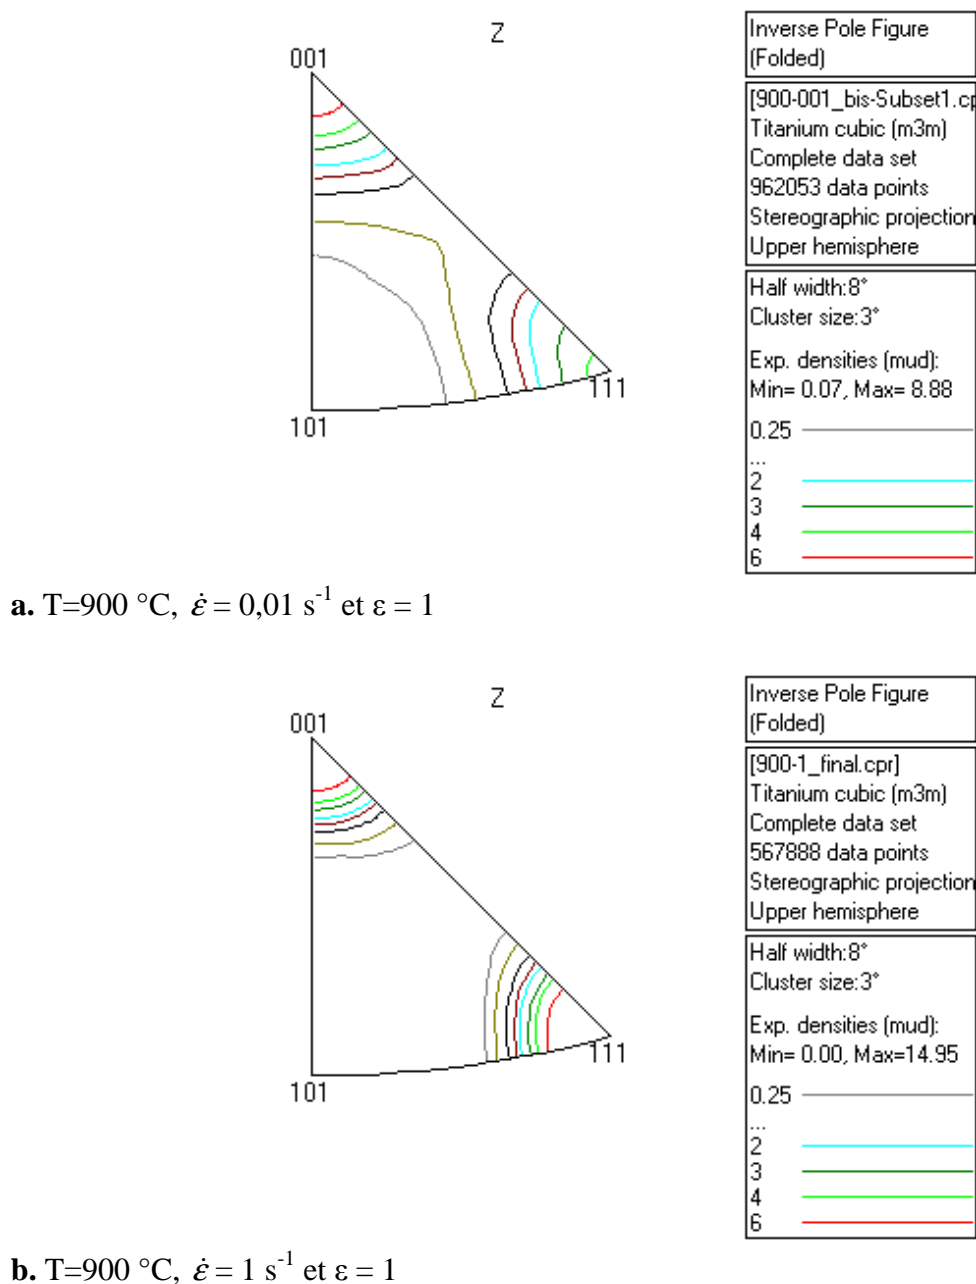 Z
001
101
111
Inverse Pole Figure
(Folded)
[900-001_bis-Subset1.cp
Titanium cubic (m3m)
Complete data set
962053 data points
Stereographic projection
Upper hemisphere
Half width:8°
Cluster size:3°
Exp. densities (mud):
Min= 0.07, Max= 8.88
0.25
...
2
3
4
6
a. T=900 °C, ε̇ = 0,01 s⁻¹ et ε = 1
Z
001
101
111
Inverse Pole Figure
(Folded)
[900-1_final.cpr]
Titanium cubic (m3m)
Complete data set
567888 data points
Stereographic projection
Upper hemisphere
Half width:8°
Cluster size:3°
Exp. densities (mud):
Min= 0.00, Max=14.95
0.25
...
2
3
4
6
b. T=900 °C, ε̇ = 1 s⁻¹ et ε = 1